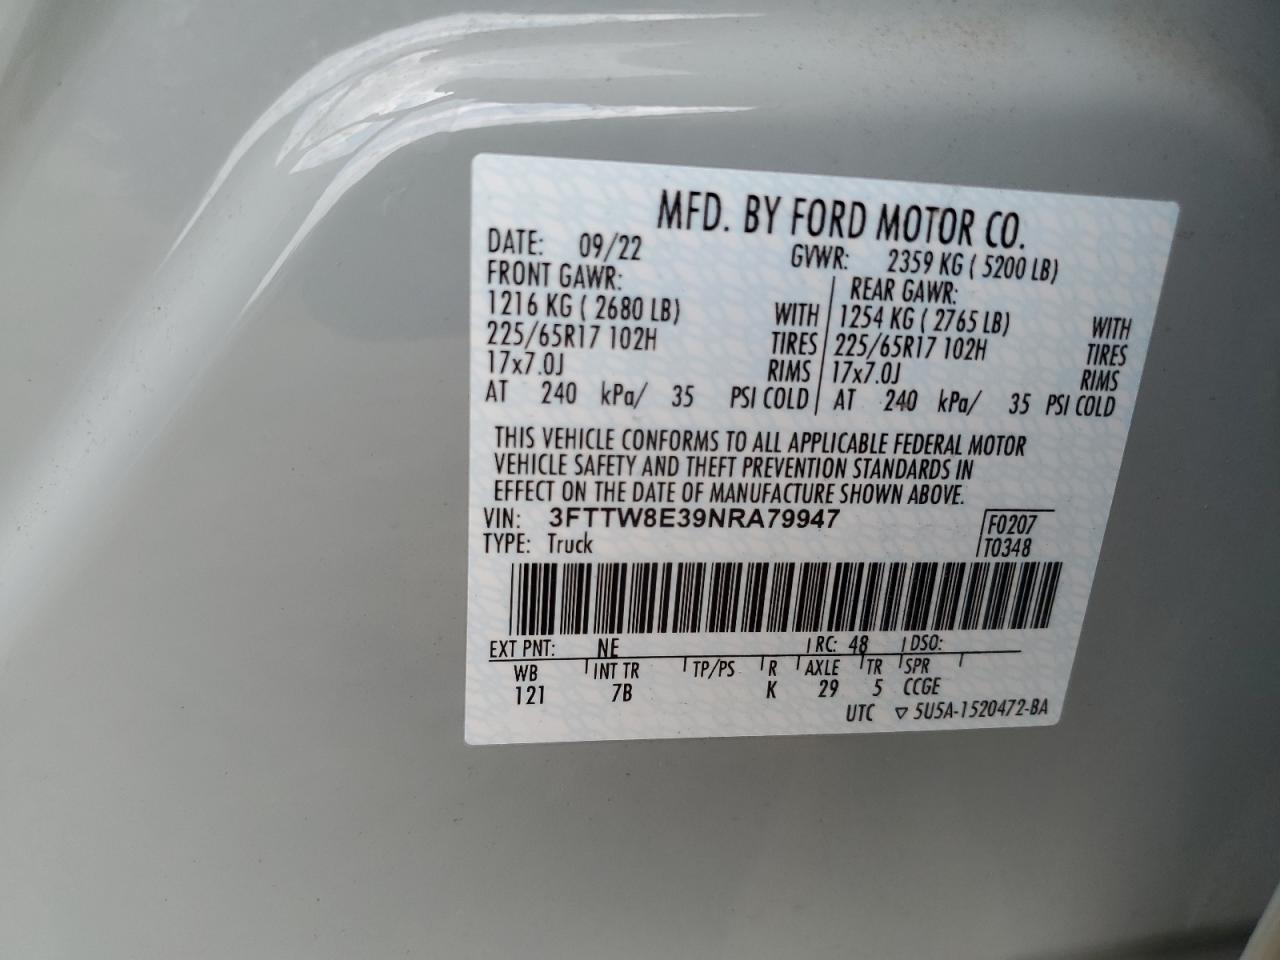 MFD. BY FORD MOTOR CO.
DATE: 09/22 GVWR: 2359 KG ( 5200 LB)
FRONT GAWR: REAR GAWR:
1216 KG ( 2680 LB) WITH 1254 KG ( 2765 LB) WITH
225/65R17 102H TIRES 225/65R17 102H TIRES
17x7.0J RIMS 17x7.0J RIMS
AT 240 kPa/ 35 PSI COLD AT 240 kPa/ 35 PSI COLD
THIS VEHICLE CONFORMS TO ALL APPLICABLE FEDERAL MOTOR
VEHICLE SAFETY AND THEFT PREVENTION STANDARDS IN
EFFECT ON THE DATE OF MANUFACTURE SHOWN ABOVE.
VIN: 3FTTW8E39NRA79947 F0207
TYPE: Truck T0348
EXT PNT: NE RC: 48 DSO:
WB INT TR TP/PS R AXLE TR SPR
121 7B K 29 5 CCGE
UTC ▽ 5U5A-1520472-BA